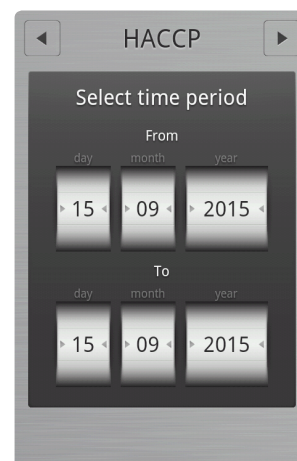 HACCP
Select time period
From
day month year
15 09 2015
To
day month year
15 09 2015